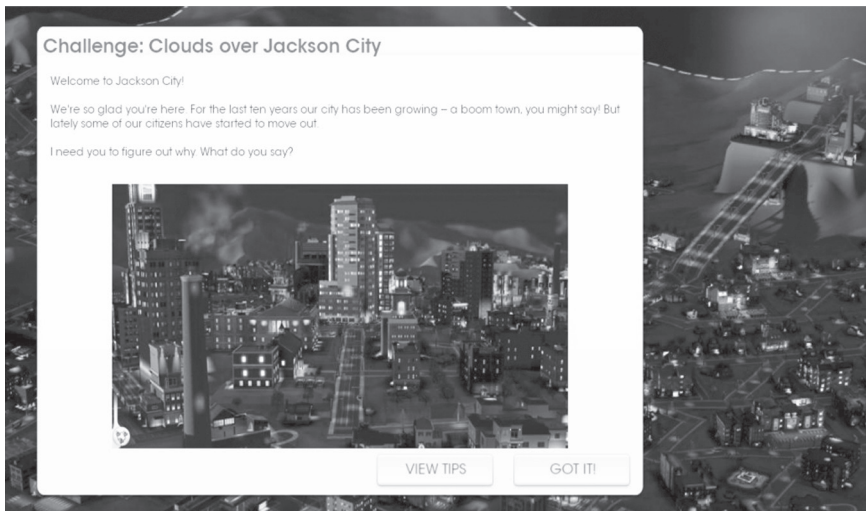 Challenge: Clouds over Jackson City
Welcome to Jackson City!
We're so glad you're here. For the last ten years our city has been growing – a boom town, you might say! But
lately some of our citizens have started to move out.
I need you to figure out why. What do you say?
VIEW TIPS
GOT IT!